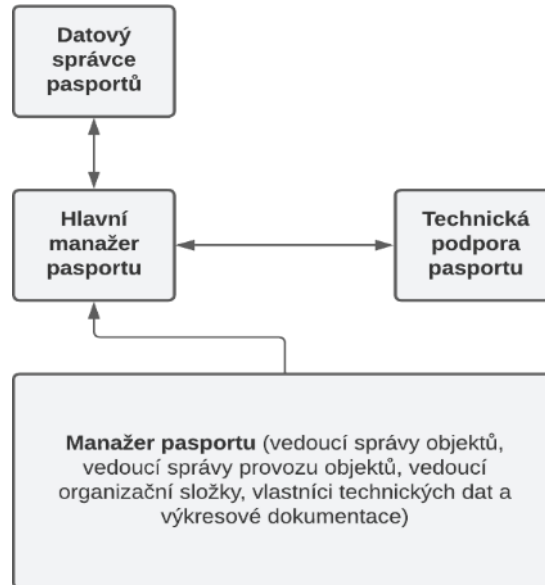 Datový
správce
pasportů
Hlavní
manažer
pasportu
Technická
podpora
pasportu
Manažer pasportu (vedoucí správy objektů,
vedoucí správy provozu objektů, vedoucí
organizační složky, vlastníci technických dat a
výkresové dokumentace)